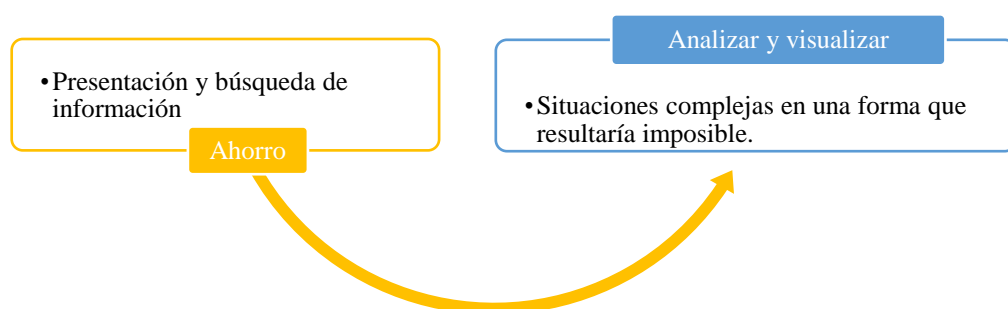 •Presentación y búsqueda de
información
Ahorro
Analizar y visualizar
•Situaciones complejas en una forma que
resultaría imposible.